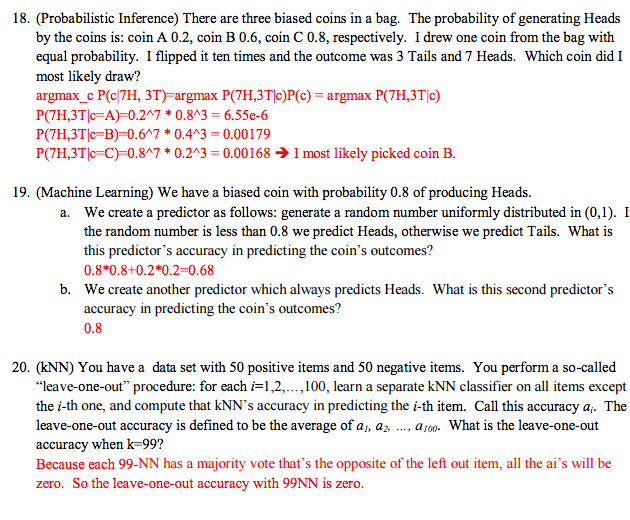 18. (Probabilistic Inference) There are three biased coins in a bag. The probability of generating Heads
by the coins is: coin A 0.2, coin B 0.6, coin C 0.8, respectively. I drew one coin from the bag with
equal probability. I flipped it ten times and the outcome was 3 Tails and 7 Heads. Which coin did I
most likely draw?
argmax_c P(c|7H, 3T)=argmax P(7H,3T|c)P(c) = argmax P(7H,3T|c)
P(7H,3T|c=A)=0.2^7 * 0.8^3 = 6.55e-6
P(7H,3T|c=B)=0.6^7 * 0.4^3 = 0.00179
P(7H,3T|c=C)=0.8^7 * 0.2^3 = 0.00168 ➔ I most likely picked coin B.
19. (Machine Learning) We have a biased coin with probability 0.8 of producing Heads.
a. We create a predictor as follows: generate a random number uniformly distributed in (0,1). I
the random number is less than 0.8 we predict Heads, otherwise we predict Tails. What is
this predictor's accuracy in predicting the coin's outcomes?
0.8*0.8+0.2*0.2=0.68
b. We create another predictor which always predicts Heads. What is this second predictor's
accuracy in predicting the coin's outcomes?
0.8
20. (kNN) You have a data set with 50 positive items and 50 negative items. You perform a so-called
"leave-one-out" procedure: for each i=1,2,…,100, learn a separate kNN classifier on all items except
the i-th one, and compute that kNN's accuracy in predicting the i-th item. Call this accuracy ai. The
leave-one-out accuracy is defined to be the average of a1, a2, ..., a100. What is the leave-one-out
accuracy when k=99?
Because each 99-NN has a majority vote that's the opposite of the left out item, all the ai's will be
zero. So the leave-one-out accuracy with 99NN is zero.